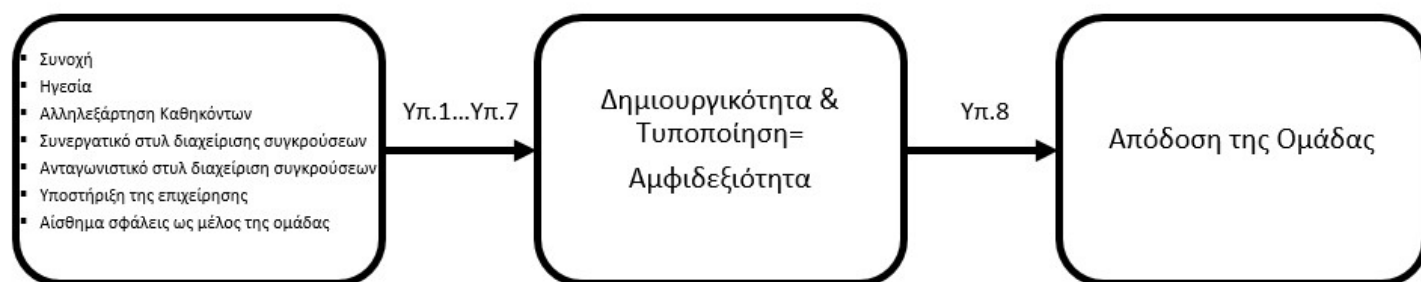 ▪ Συνοχή
▪ Ηγεσία
▪ Αλληλεξάρτηση Καθηκόντων
▪ Συνεργατικό στυλ διαχείρισης συγκρούσεων
▪ Ανταγωνιστικό στυλ διαχείριση συγκρούσεων
▪ Υποστήριξη της επιχείρησης
▪ Αίσθημα σφάλεις ως μέλος της ομάδας
Υπ.1...Υπ.7
Δημιουργικότητα &
Τυποποίηση=
Αμφιδεξιότητα
Υπ.8
Απόδοση της Ομάδας